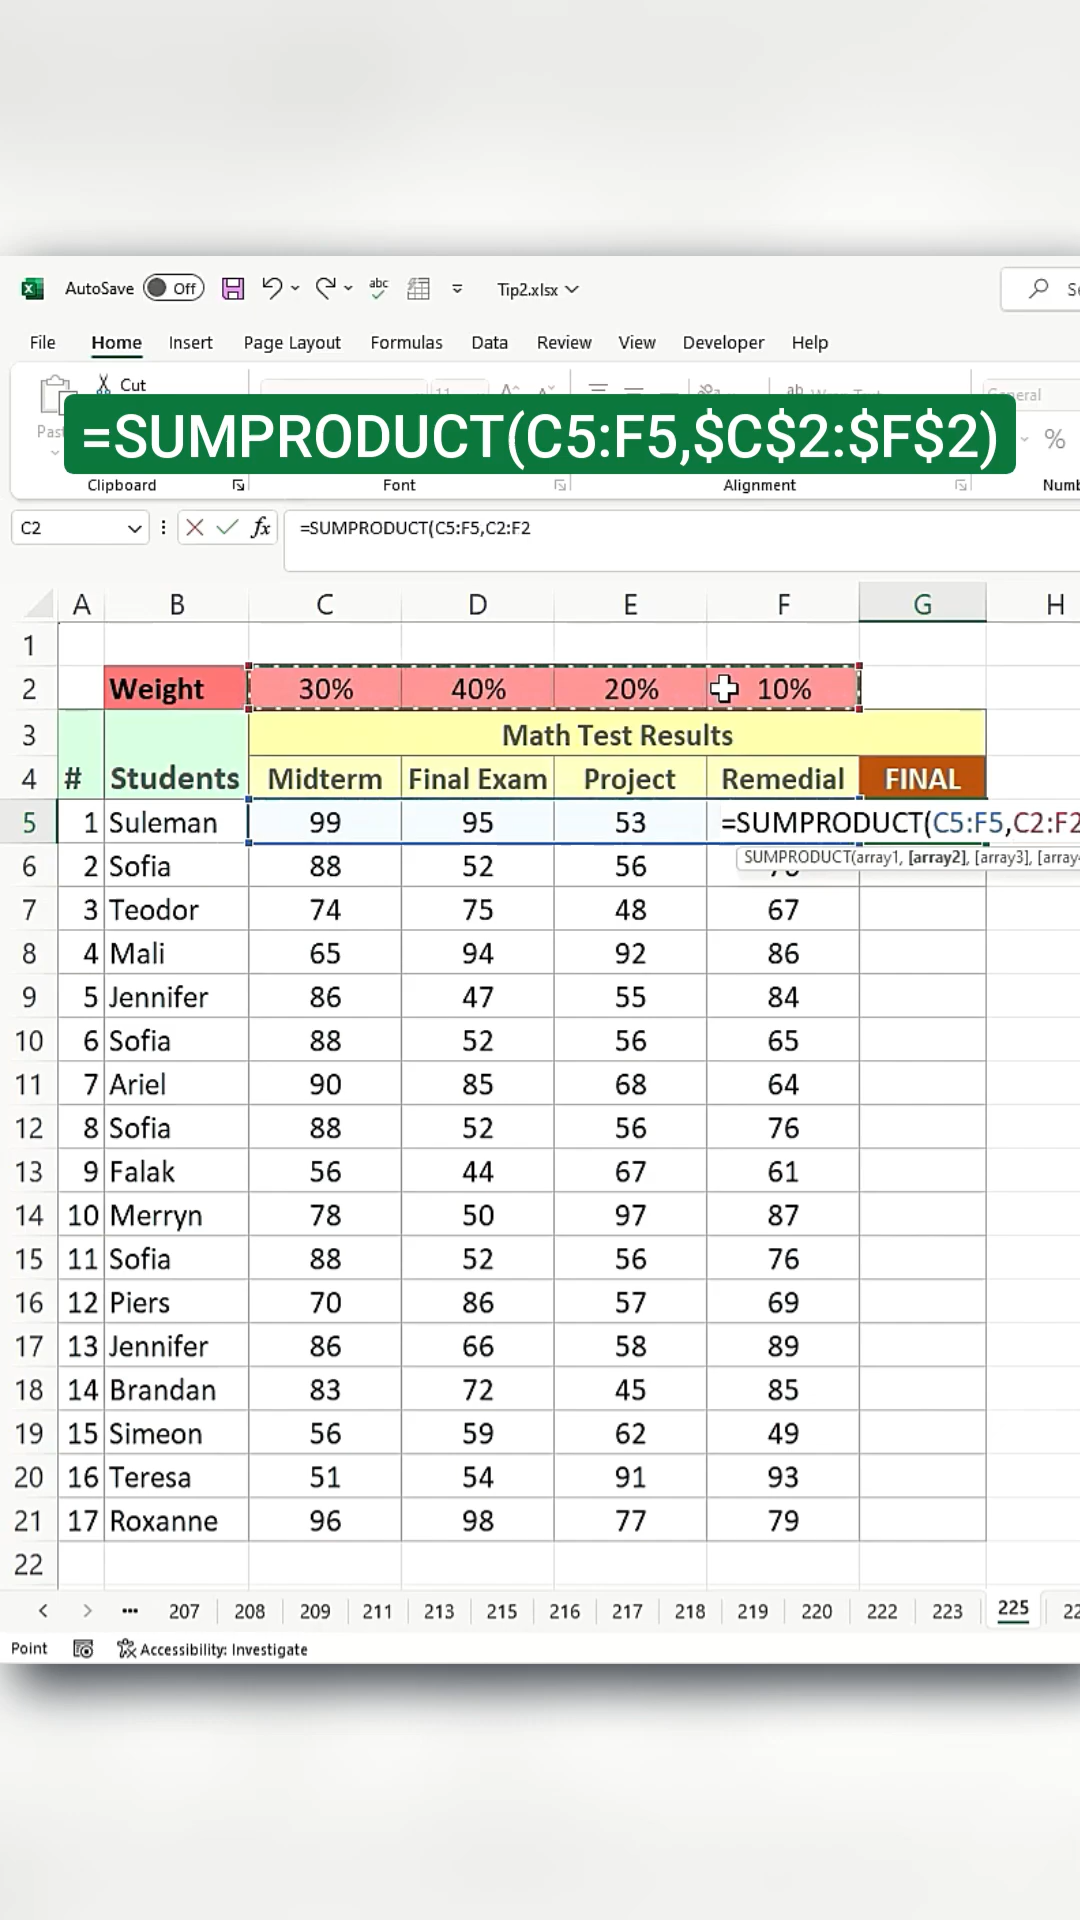 AutoSave Off abc Tip2.xlsx
File Home Insert Page Layout Formulas Data Review View Developer Help
Cut
=SUMPRODUCT(C5:F5,$C$2:$F$2)
%
Clipboard Font Alignment
C2 fx =SUMPRODUCT(C5:F5,C2:F2
A B C D E F G H
1
2 Weight 30% 40% 20% 10%
3 Math Test Results
4 # Students Midterm Final Exam Project Remedial FINAL
5 1 Suleman 99 95 53 =SUMPRODUCT(C5:F5,C2:F2
SUMPRODUCT(array1, [array2], [array3], [array4
6 2 Sofia 88 52 56
7 3 Teodor 74 75 48 67
8 4 Mali 65 94 92 86
9 5 Jennifer 86 47 55 84
10 6 Sofia 88 52 56 65
11 7 Ariel 90 85 68 64
12 8 Sofia 88 52 56 76
13 9 Falak 56 44 67 61
14 10 Merryn 78 50 97 87
15 11 Sofia 88 52 56 76
16 12 Piers 70 86 57 69
17 13 Jennifer 86 66 58 89
18 14 Brandan 83 72 45 85
19 15 Simeon 56 59 62 49
20 16 Teresa 51 54 91 93
21 17 Roxanne 96 98 77 79
22
207 208 209 211 213 215 216 217 218 219 220 222 223 225
Point Accessibility: Investigate